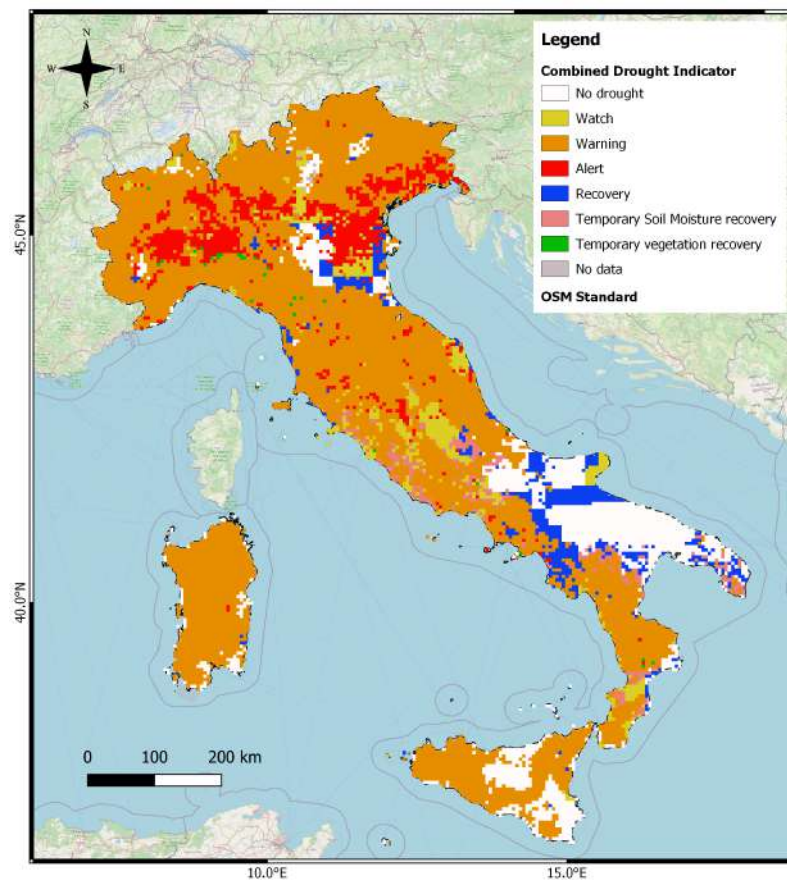 N
W
E
S
Legend
Combined Drought Indicator
No drought
Watch
Warning
Alert
Recovery
Temporary Soil Moisture recovery
Temporary vegetation recovery
No data
OSM Standard
45.0°N
40.0°N
0 100 200 km
10.0°E 15.0°E